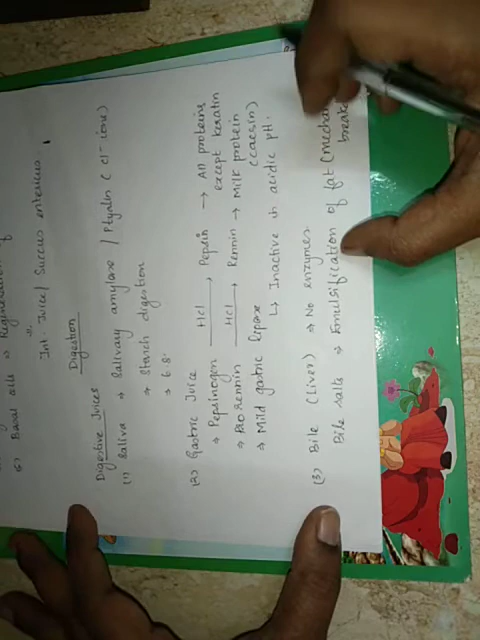 5) Basal cells ⇒ Regeneration of
Int. Juice / Succus entericus.
Digestion
Digestive Juices
(1) Saliva → Salivary amylase / Ptyalin (Cl⁻ ions)
⇒ Starch digestion
⇒ 6.8
(2) Gastric Juice
⇒ Pepsinogen HCl → Pepsin → All proteins except keratin
⇒ Prorennin HCl → Rennin → Milk protein (casein)
⇒ Mild gastric lipase
↳ Inactive in acidic pH.
(3) Bile (Liver) ⇒ No enzymes.
Bile salts ⇒ Emulsification of fat (Mechan
break